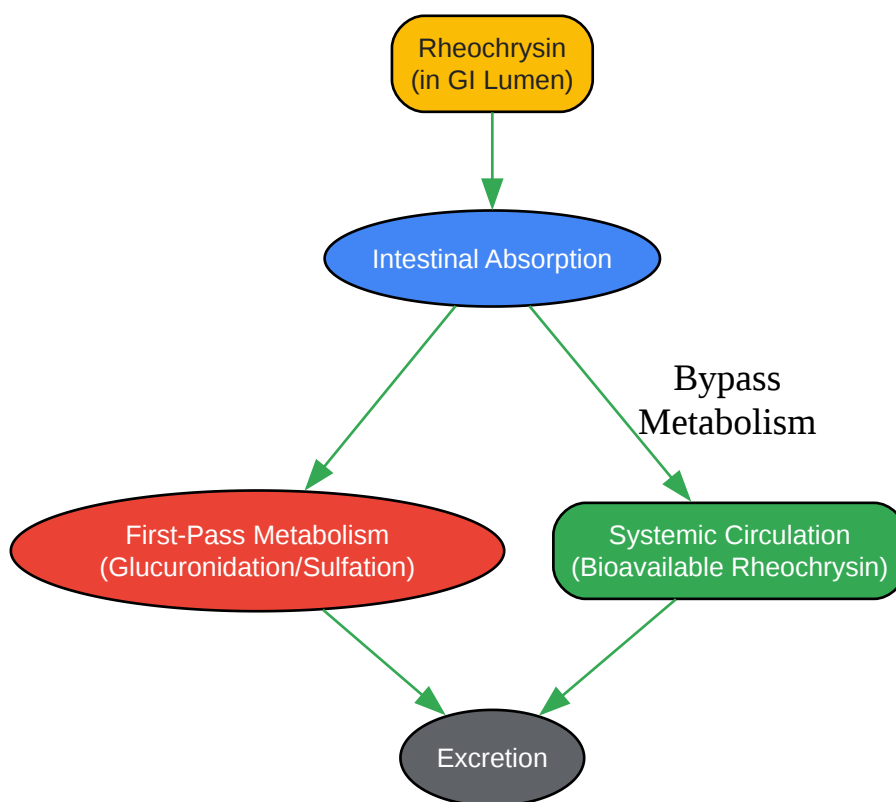 Rheochrysin
(in GI Lumen)
Intestinal Absorption
Bypass
Metabolism
First-Pass Metabolism
(Glucuronidation/Sulfation)
Systemic Circulation
(Bioavailable Rheochrysin)
Excretion